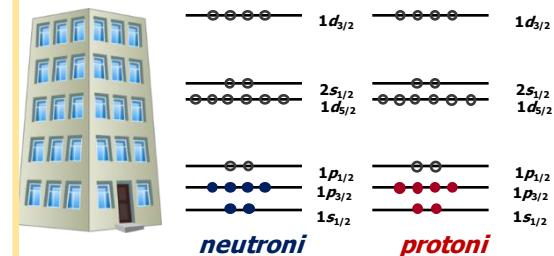 1d3/2 1d3/2
2s1/2 2s1/2
1d5/2 1d5/2
1p1/2 1p1/2
1p3/2 1p3/2
1s1/2 1s1/2
neutroni protoni